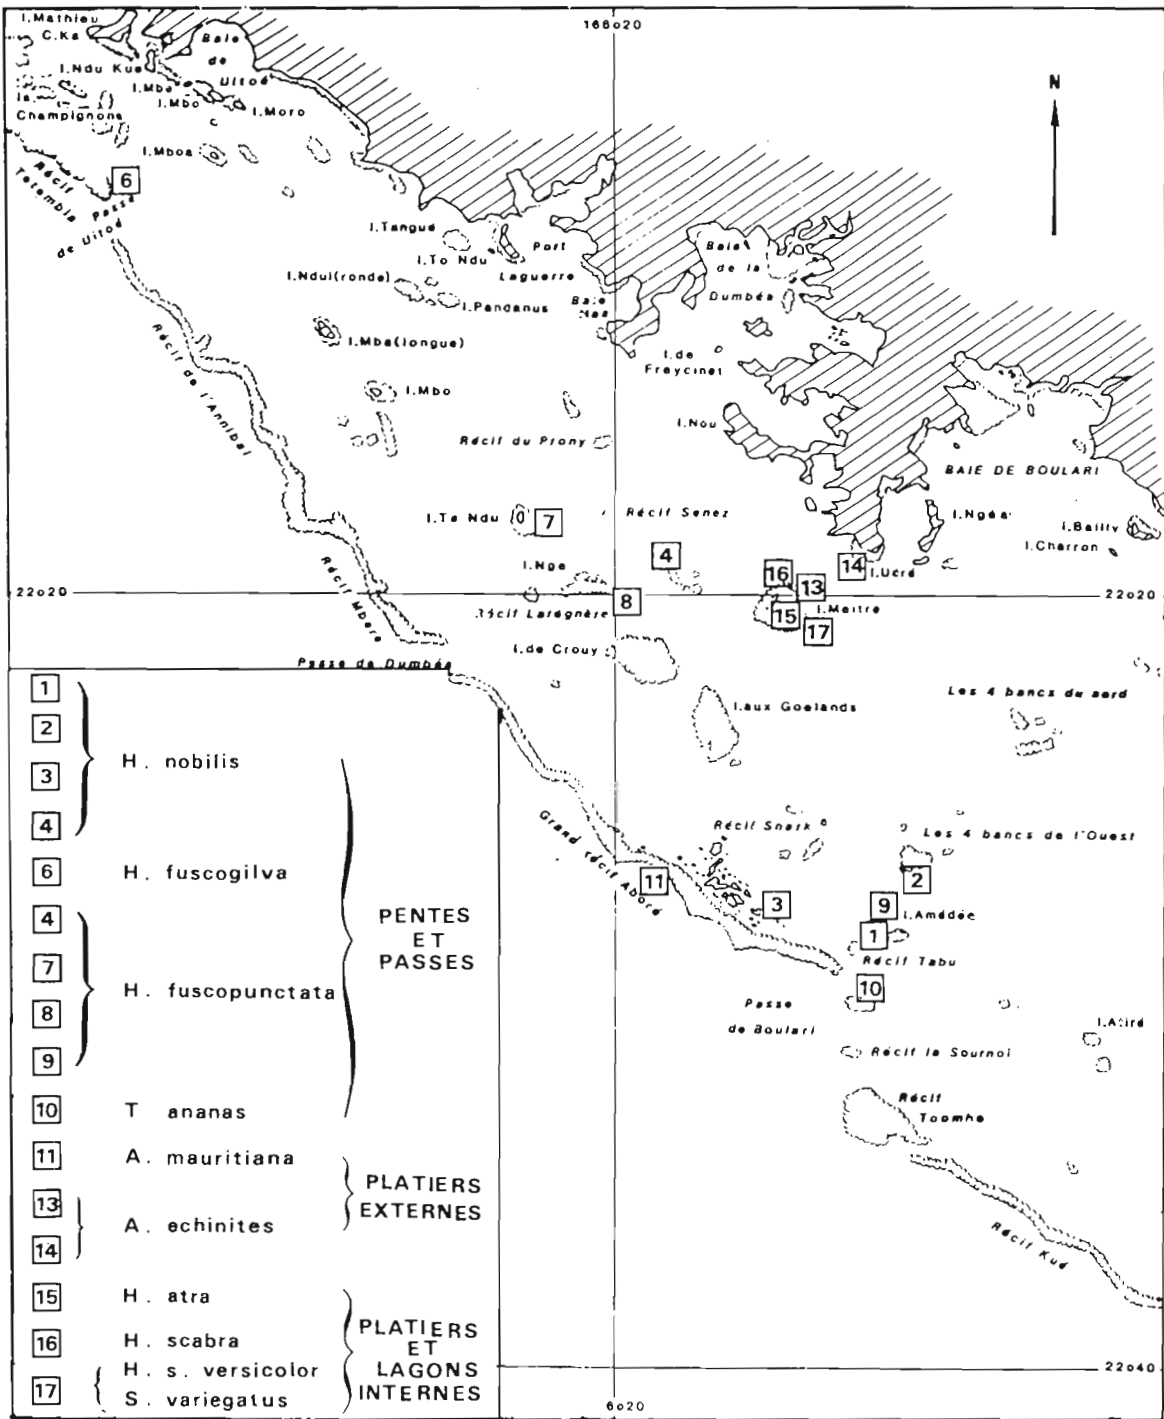 166o20
I.Mathieu
C.Ka
Baie
de
Uitoé
I.Ndu Kue
I.Mba
Is.
Champignons
I.Mbo
I.Moro
N
I.Mboa
6
Récif
Tetembia
Passe
de Uitoé
I.Tangué
I.To Ndu
Port
Laguerre
Baie
de la
Dumbéa
I.Ndui(ronde)
I.Pandanus
Baie
I.Mba(longue)
I.de
Freycinet
Récif de l'Annibal
I.Mbo
I.Nou
Récif du Prony
BAIE DE BOULARI
I.Te Ndu
7
Récif Senez
I.Ngéa
I.Bailly
I.Charron
4
16
13
14
I.Ucré
I.Nge
22o20
22o20
8
Récif Larégnère
15
I.Maitre
17
Récif Mbere
I.de Crouy
Passe de Dumbéa
Les 4 bancs du nord
I.aux Goelands
Récif Snark
Les 4 bancs de l'Ouest
Grand récif Aboré
11
2
3
9
I.Amédée
1
Récif Tabu
10
Passe
de Boulari
I.Atiré
Récif le Sournoi
Récif
Toombo
Récif Kué
22o40
6o20
1
2
H. nobilis
3
4
6
H. fuscogilva
4
PENTES
ET
PASSES
7
H. fuscopunctata
8
9
10
T ananas
11
A. mauritiana
PLATIERS
EXTERNES
13
A. echinites
14
15
H. atra
PLATIERS
ET
LAGONS
INTERNES
16
H. scabra
H. s. versicolor
17
S. variegatus